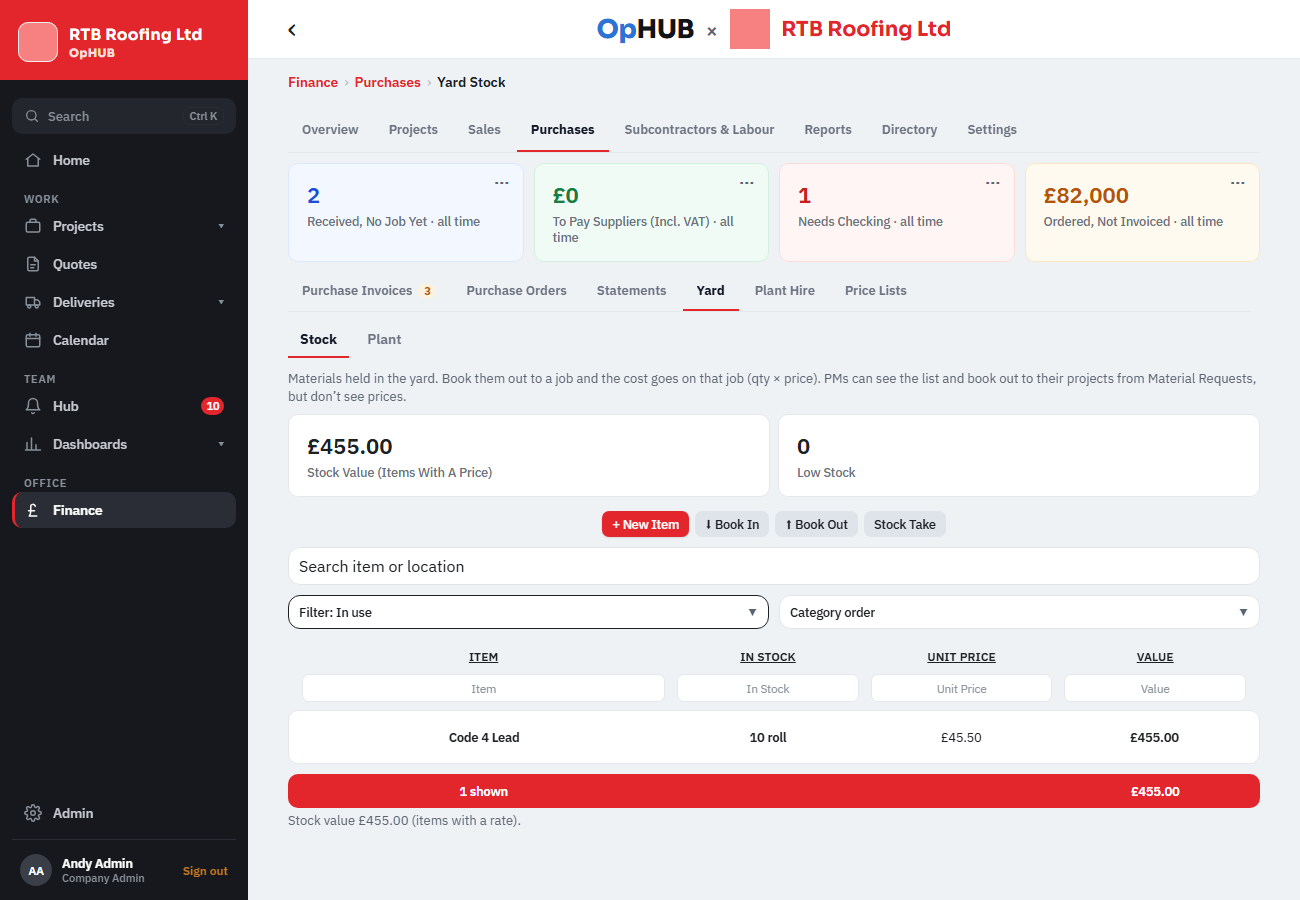 RTB Roofing Ltd
OpHUB
Search Ctrl K
Home
WORK
Projects
Quotes
Deliveries
Calendar
TEAM
Hub 10
Dashboards
OFFICE
£ Finance
Admin
AA Andy Admin
Company Admin
Sign out
OpHUB × RTB Roofing Ltd
Finance › Purchases › Yard Stock
Overview Projects Sales Purchases Subcontractors & Labour Reports Directory Settings
2
Received, No Job Yet · all time
£0
To Pay Suppliers (Incl. VAT) · all
time
1
Needs Checking · all time
£82,000
Ordered, Not Invoiced · all time
Purchase Invoices 3 Purchase Orders Statements Yard Plant Hire Price Lists
Stock Plant
Materials held in the yard. Book them out to a job and the cost goes on that job (qty × price). PMs can see the list and book out to their projects from Material Requests,
but don’t see prices.
£455.00
Stock Value (Items With A Price)
0
Low Stock
+ New Item ⬇ Book In ⬆ Book Out Stock Take
Search item or location
Filter: In use ▼ Category order ▼
ITEM IN STOCK UNIT PRICE VALUE
Item In Stock Unit Price Value
Code 4 Lead 10 roll £45.50 £455.00
1 shown £455.00
Stock value £455.00 (items with a rate).